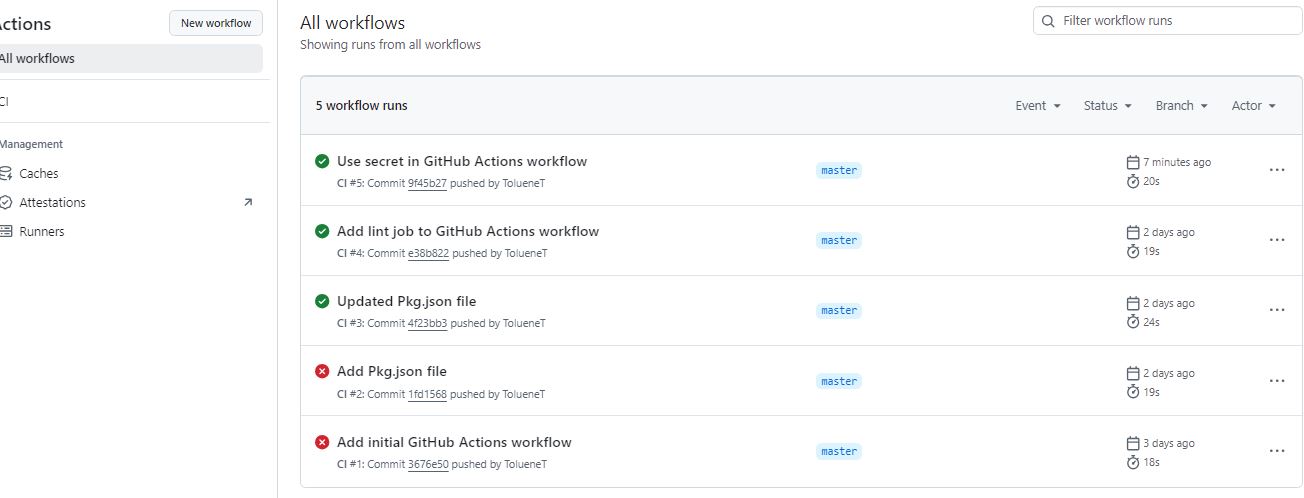 Actions
New workflow
All workflows
CI
Management
Caches
Attestations
Runners
All workflows
Showing runs from all workflows
Filter workflow runs
5 workflow runs
Event
Status
Branch
Actor
Use secret in GitHub Actions workflow
CI #5: Commit 9f45b27 pushed by TolueneT
master
7 minutes ago
20s
Add lint job to GitHub Actions workflow
CI #4: Commit e38b822 pushed by TolueneT
master
2 days ago
19s
Updated Pkg.json file
CI #3: Commit 4f23bb3 pushed by TolueneT
master
2 days ago
24s
Add Pkg.json file
CI #2: Commit 1fd1568 pushed by TolueneT
master
2 days ago
19s
Add initial GitHub Actions workflow
CI #1: Commit 3676e50 pushed by TolueneT
master
3 days ago
18s